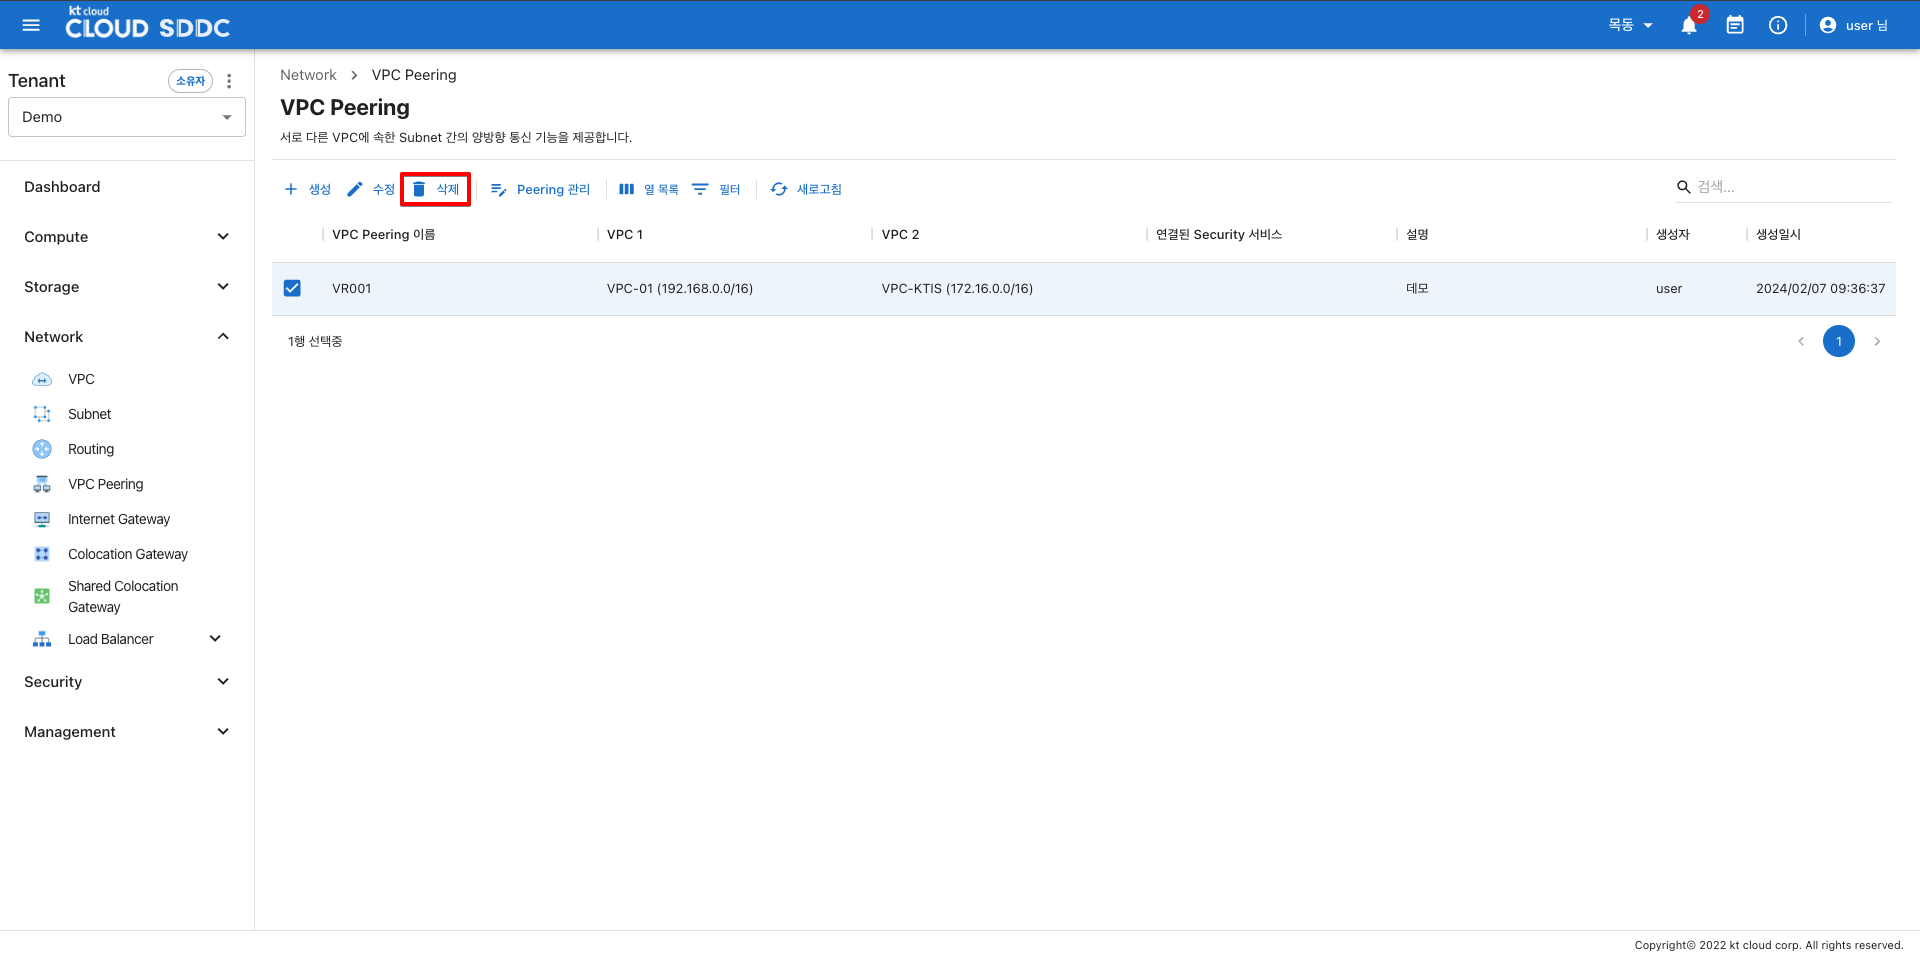 kt cloud
CLOUD SDDC
목동
2
user 님
Tenant
소유자
Demo
Dashboard
Compute
Storage
Network
VPC
Subnet
Routing
VPC Peering
Internet Gateway
Colocation Gateway
Shared Colocation
Gateway
Load Balancer
Security
Management
Network > VPC Peering
VPC Peering
서로 다른 VPC에 속한 Subnet 간의 양방향 통신 기능을 제공합니다.
생성 수정 삭제 Peering 관리 열 목록 필터 새로고침
검색...
VPC Peering 이름 VPC 1 VPC 2 연결된 Security 서비스 설명 생성자 생성일시
VR001 VPC-01 (192.168.0.0/16) VPC-KTIS (172.16.0.0/16) 데모 user 2024/02/07 09:36:37
1행 선택중
1
Copyright© 2022 kt cloud corp. All rights reserved.